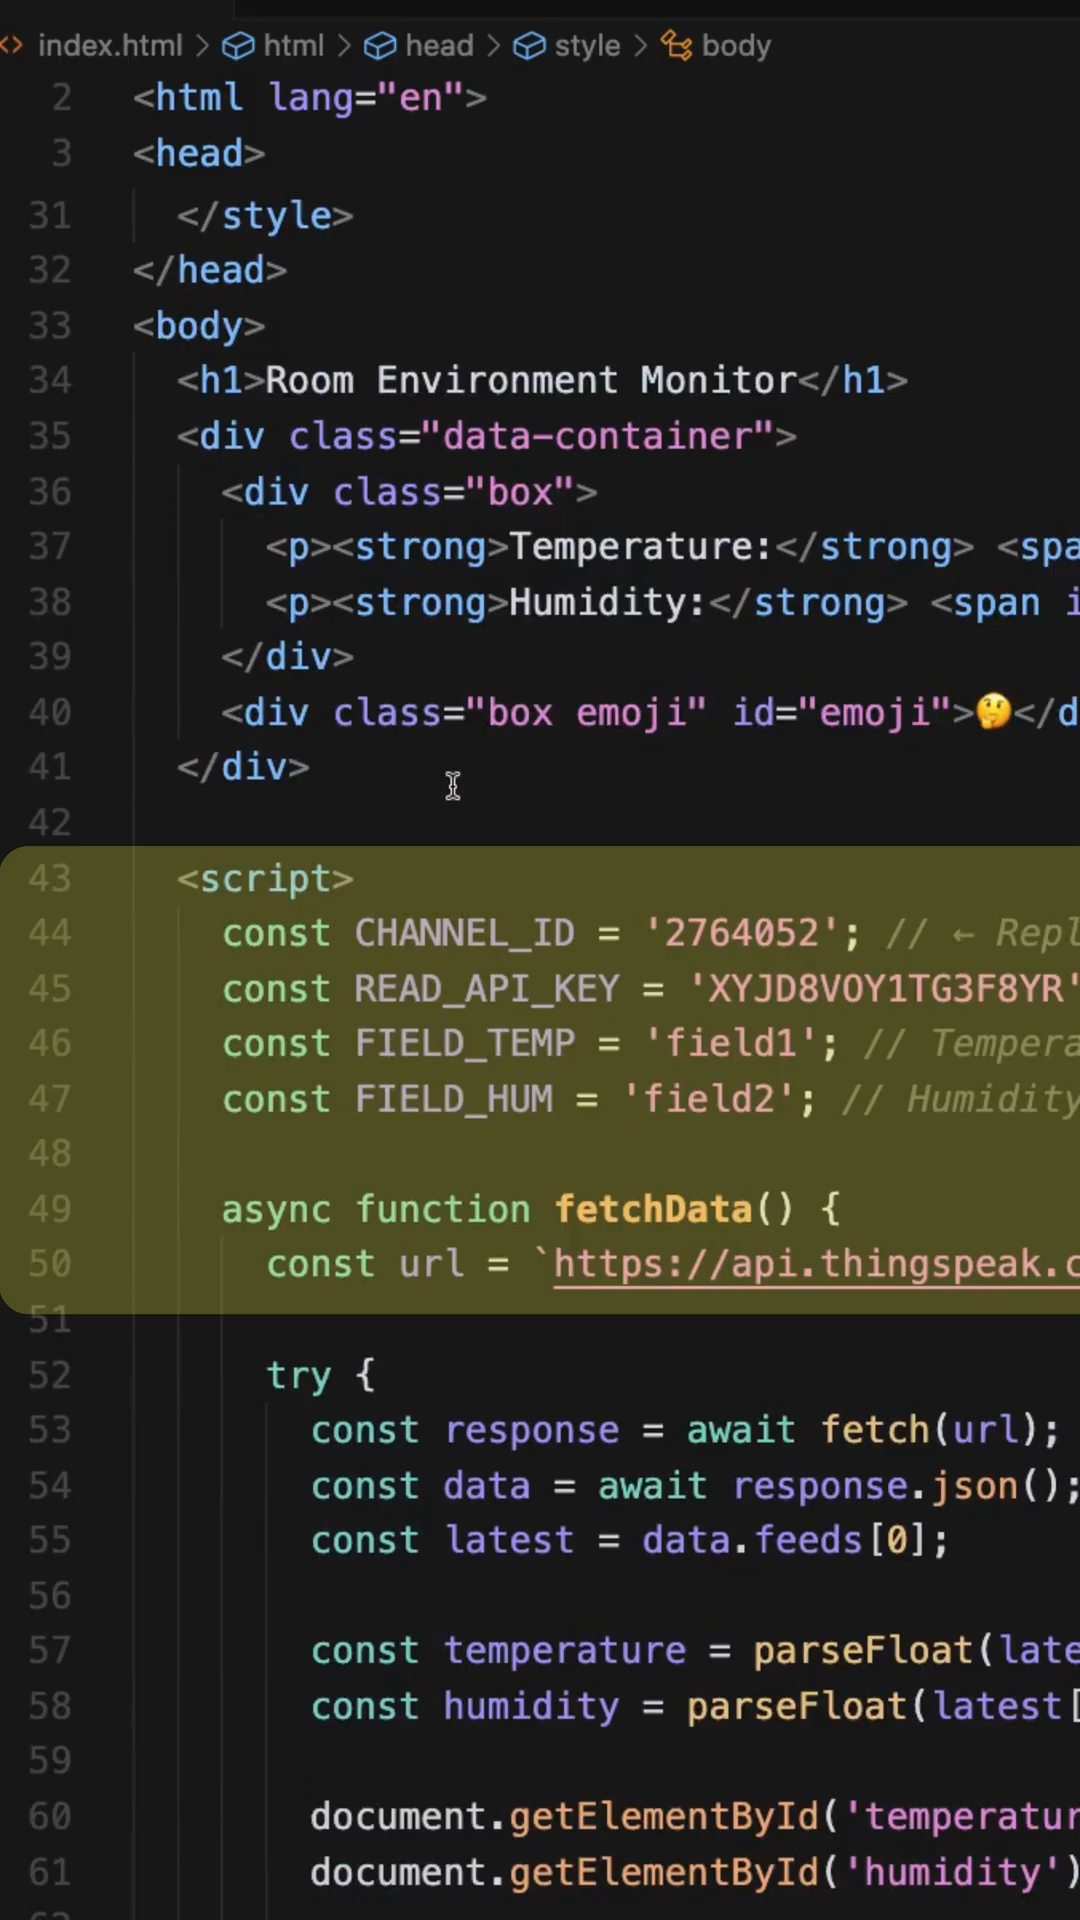 index.html > html > head > style > body
2 <html lang="en">
3 <head>
31 </style>
32 </head>
33 <body>
34 <h1>Room Environment Monitor</h1>
35 <div class="data-container">
36 <div class="box">
37 <p><strong>Temperature:</strong> <spa
38 <p><strong>Humidity:</strong> <span i
39 </div>
40 <div class="box emoji" id="emoji">🤔</d
41 </div>
42
43 <script>
44 const CHANNEL_ID = '2764052'; // ← Repl
45 const READ_API_KEY = 'XYJD8VOY1TG3F8YR'
46 const FIELD_TEMP = 'field1'; // Tempera
47 const FIELD_HUM = 'field2'; // Humidity
48
49 async function fetchData() {
50 const url = `https://api.thingspeak.c
51
52 try {
53 const response = await fetch(url);
54 const data = await response.json();
55 const latest = data.feeds[0];
56
57 const temperature = parseFloat(late
58 const humidity = parseFloat(latest[
59
60 document.getElementById('temperatur
61 document.getElementById('humidity')